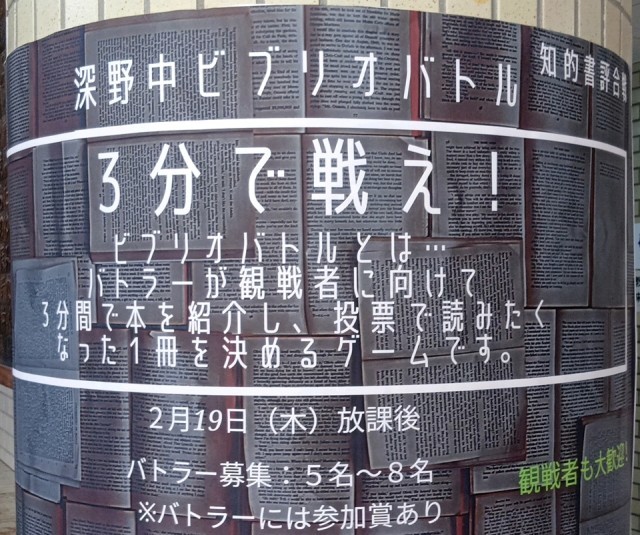 深野中ビブリオバトル
知的書評合戦
3分で戦え！
ビブリオバトルとは…
バトラーが観戦者に向けて
3分間で本を紹介し、投票で読みたく
なった1冊を決めるゲームです。
2月19日（木）放課後
バトラー募集：５名～８名
※バトラーには参加賞あり
観戦者も大歓迎！